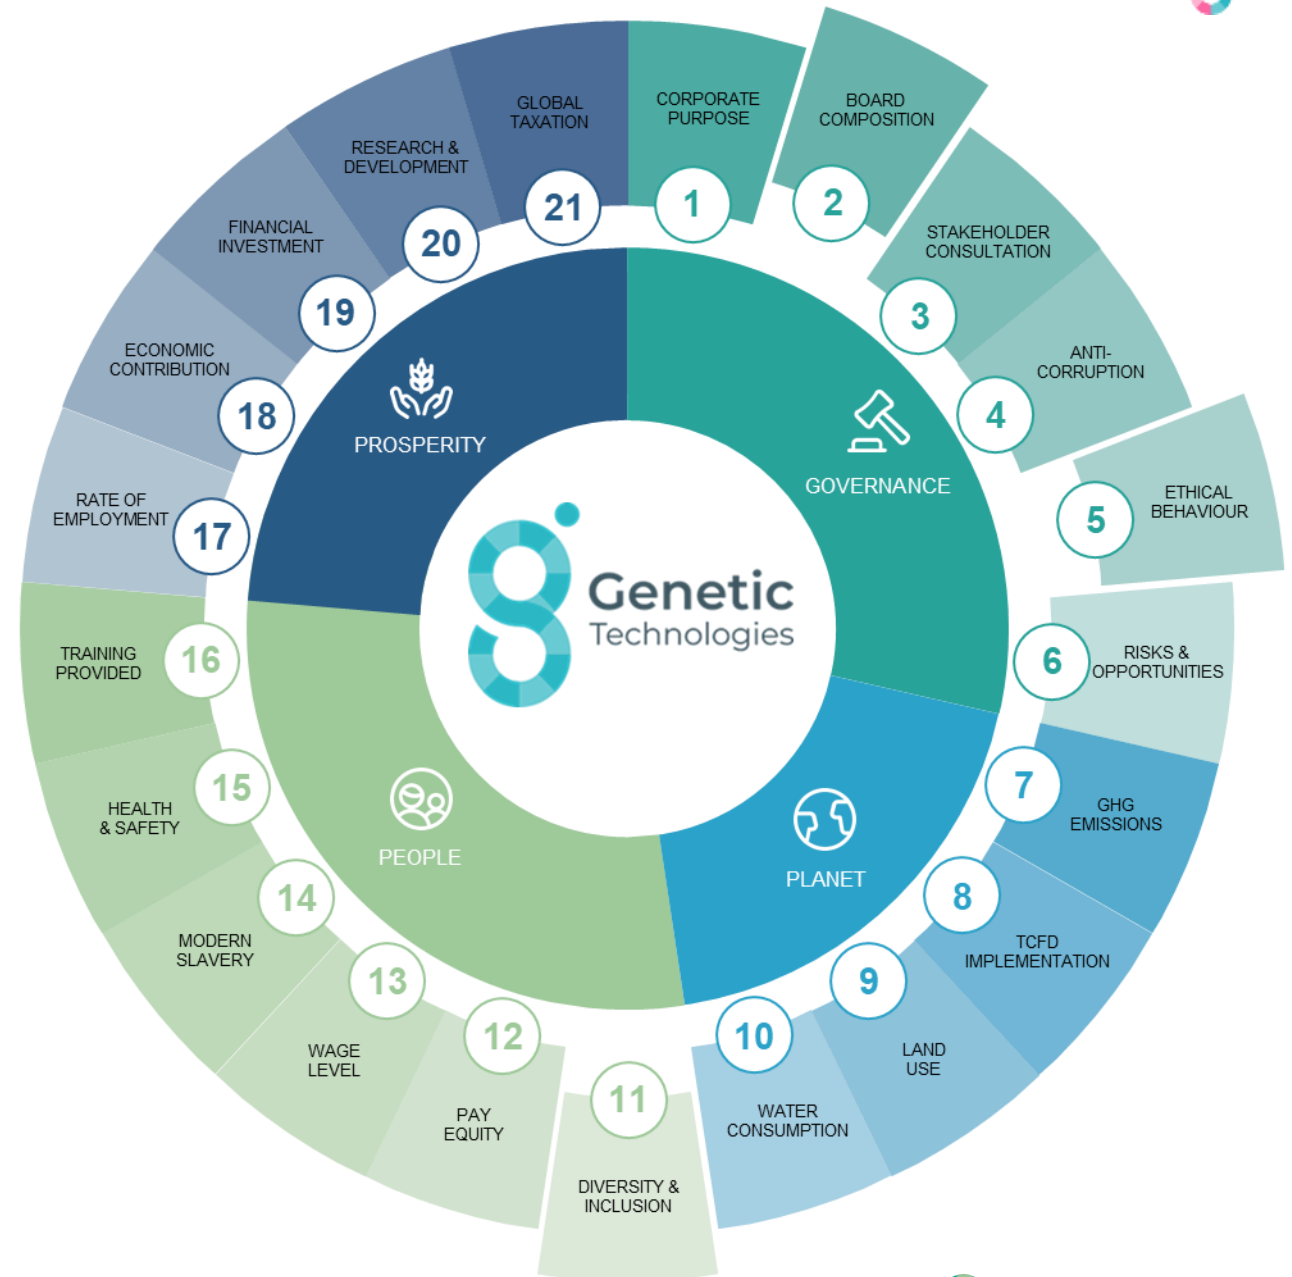 CORPORATE
PURPOSE
1
BOARD
COMPOSITION
2
STAKEHOLDER
CONSULTATION
3
ANTI-
CORRUPTION
4
ETHICAL
BEHAVIOUR
5
RISKS &
OPPORTUNITIES
6
GHG
EMISSIONS
7
TCFD
IMPLEMENTATION
8
LAND
USE
9
WATER
CONSUMPTION
10
DIVERSITY &
INCLUSION
11
PAY
EQUITY
12
WAGE
LEVEL
13
MODERN
SLAVERY
14
HEALTH
& SAFETY
15
TRAINING
PROVIDED
16
RATE OF
EMPLOYMENT
17
ECONOMIC
CONTRIBUTION
18
FINANCIAL
INVESTMENT
19
RESEARCH &
DEVELOPMENT
20
GLOBAL
TAXATION
21
GOVERNANCE
PLANET
PEOPLE
PROSPERITY
Genetic
Technologies